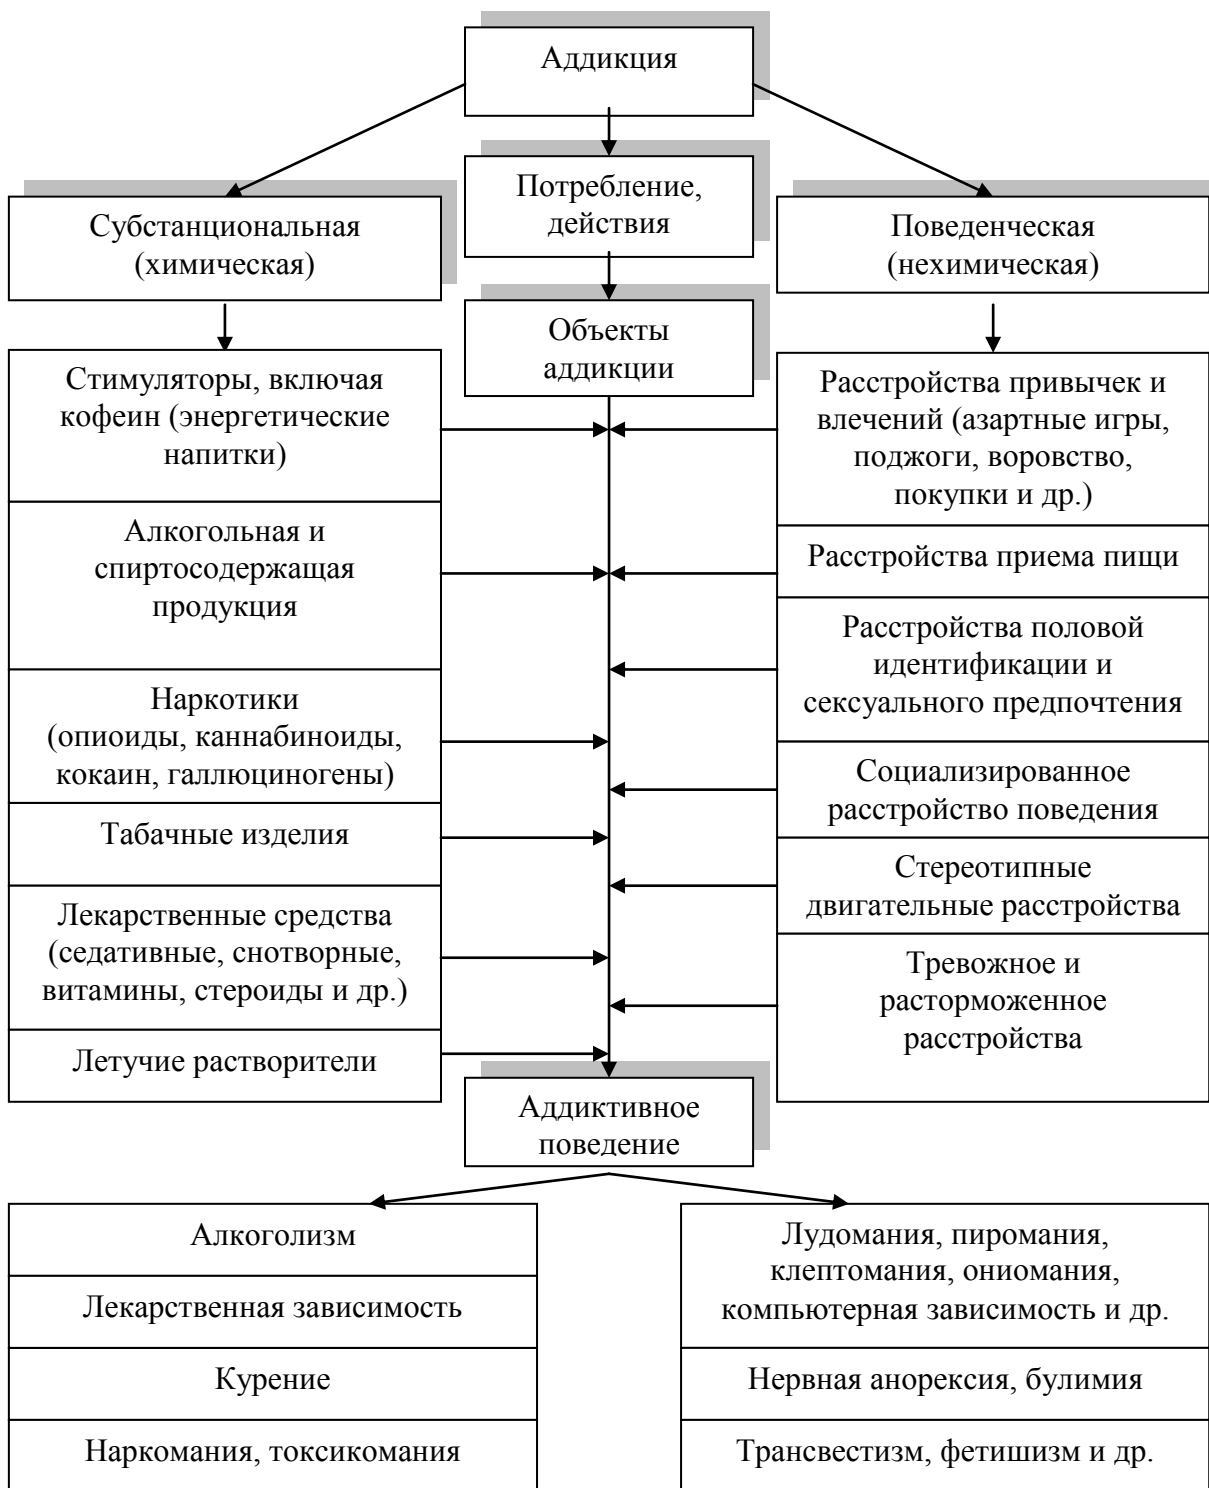 Аддикция
Потребление,
действия
Субстанциональная
(химическая)
Поведенческая
(нехимическая)
Объекты
аддикции
Стимуляторы, включая
кофеин (энергетические
напитки)
Алкогольная и
спиртосодержащая
продукция
Наркотики
(опиоиды, каннабиноиды,
кокаин, галлюциногены)
Табачные изделия
Лекарственные средства
(седативные, снотворные,
витамины, стероиды и др.)
Летучие растворители
Расстройства привычек и
влечений (азартные игры,
поджоги, воровство,
покупки и др.)
Расстройства приема пищи
Расстройства половой
идентификации и
сексуального предпочтения
Социализированное
расстройство поведения
Стереотипные
двигательные расстройства
Тревожное и
расторможенное
расстройства
Аддиктивное
поведение
Алкоголизм
Лекарственная зависимость
Курение
Наркомания, токсикомания
Лудомания, пиромания,
клептомания, ониомания,
компьютерная зависимость и др.
Нервная анорексия, булимия
Трансвестизм, фетишизм и др.